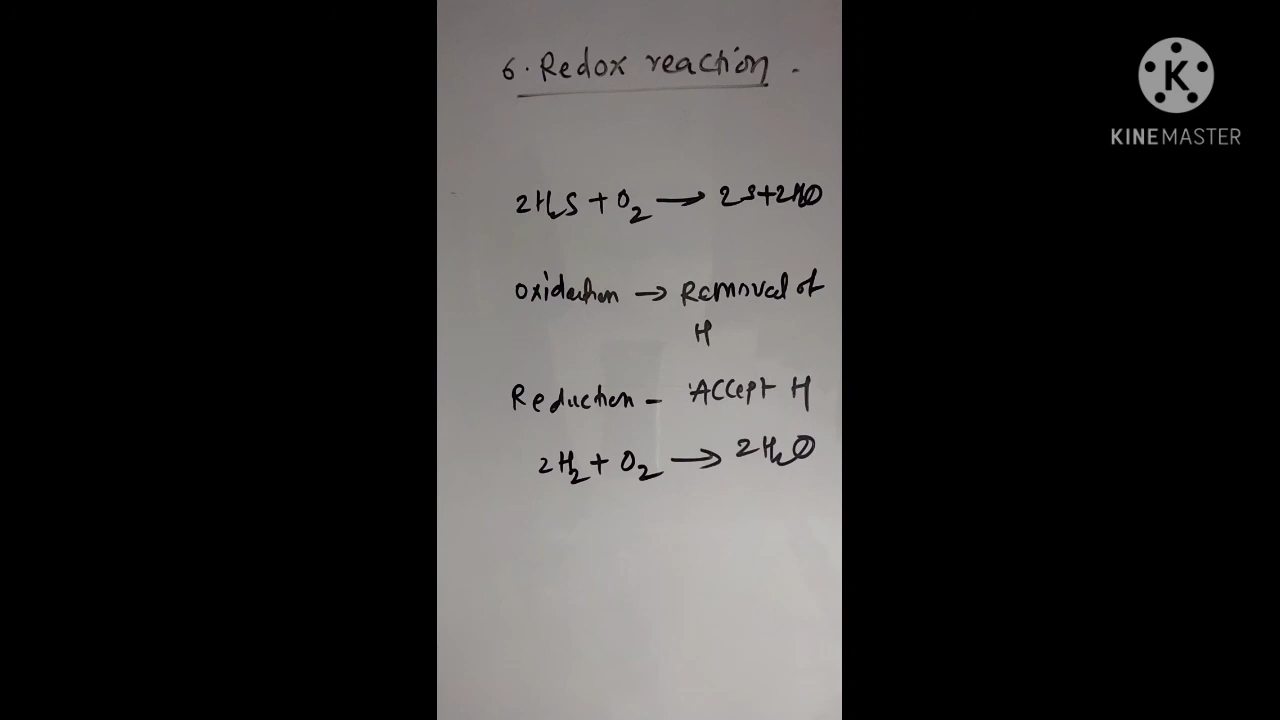 6. Redox reaction.
2H2S + O2 → 2S+2H2O
Oxidation → Removal of
H
Reduction - Accept H
2H2 + O2 → 2H2O
K
KINEMASTER